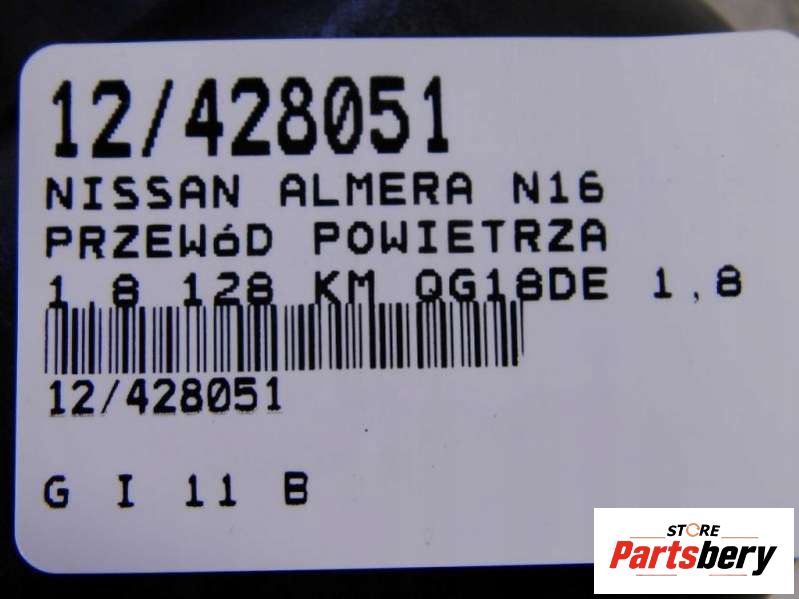 12/428051
NISSAN ALMERA N16
PRZEWóD POWIETRZA
1.8 128 KM QG18DE 1,8
12/428051
G I 11 B
STORE
Partsbery